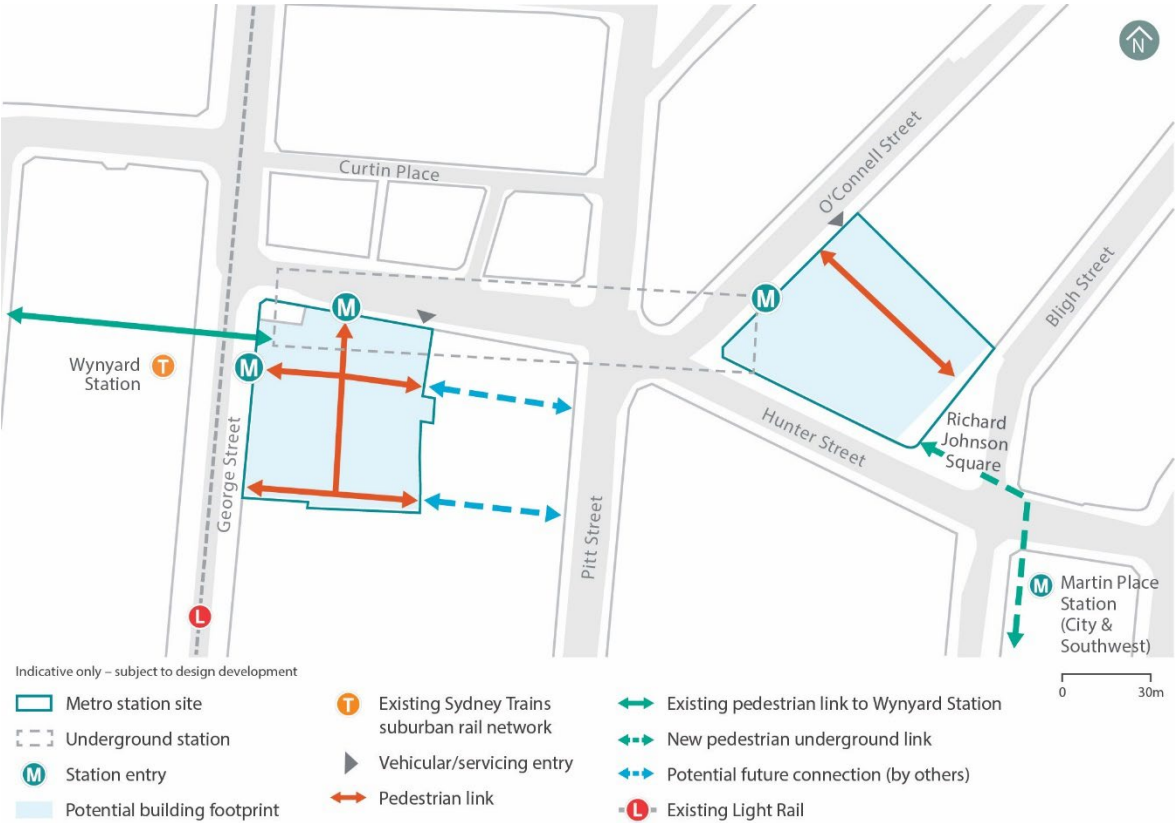 N
Curtin Place
O'Connell Street
Bligh Street
M
M
M
Wynyard
Station
T
George Street
Hunter Street
Richard
Johnson
Square
Pitt Street
L
M
Martin Place
Station
(City &
Southwest)
Indicative only – subject to design development
0 30m
Metro station site
Underground station
M Station entry
Potential building footprint
T Existing Sydney Trains
suburban rail network
Vehicular/servicing entry
Pedestrian link
Existing pedestrian link to Wynyard Station
New pedestrian underground link
Potential future connection (by others)
L Existing Light Rail